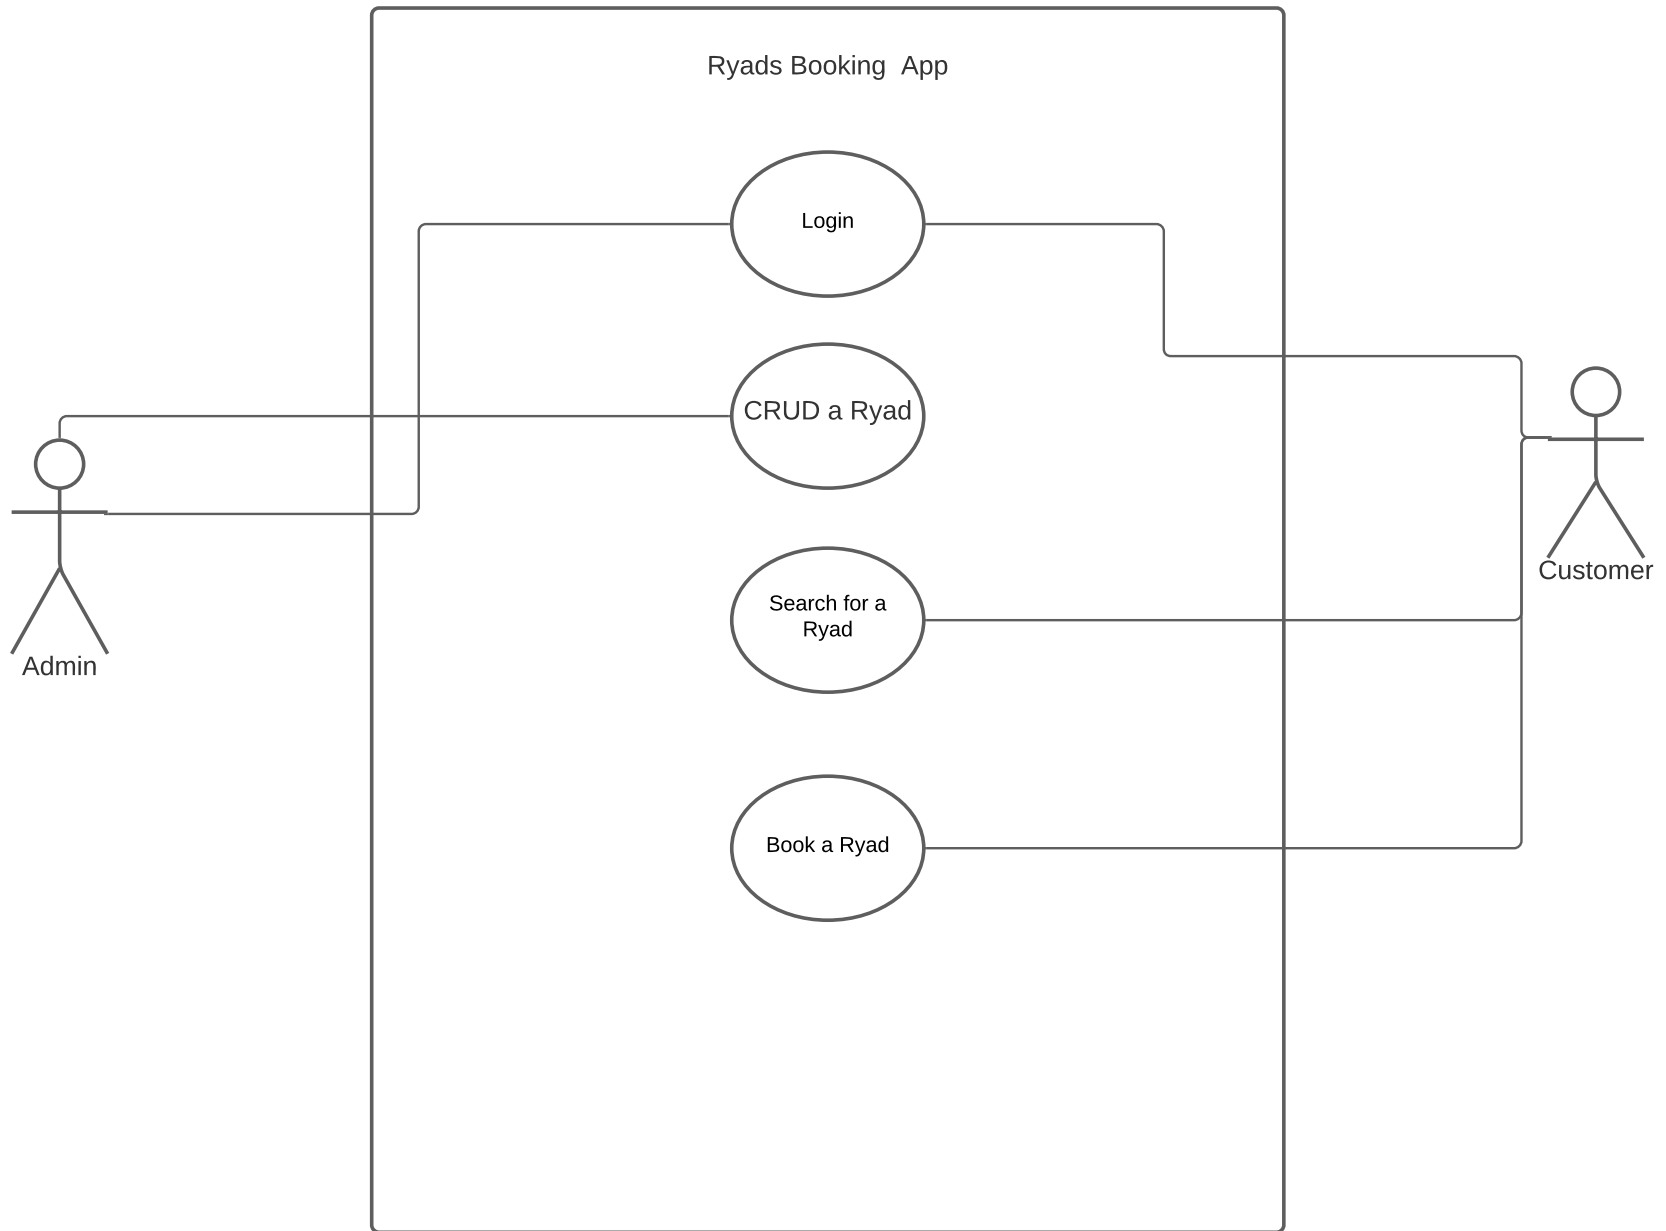 Ryads Booking  App
Login
CRUD a Ryad
Search for a
Ryad
Customer
Admin
Book a Ryad